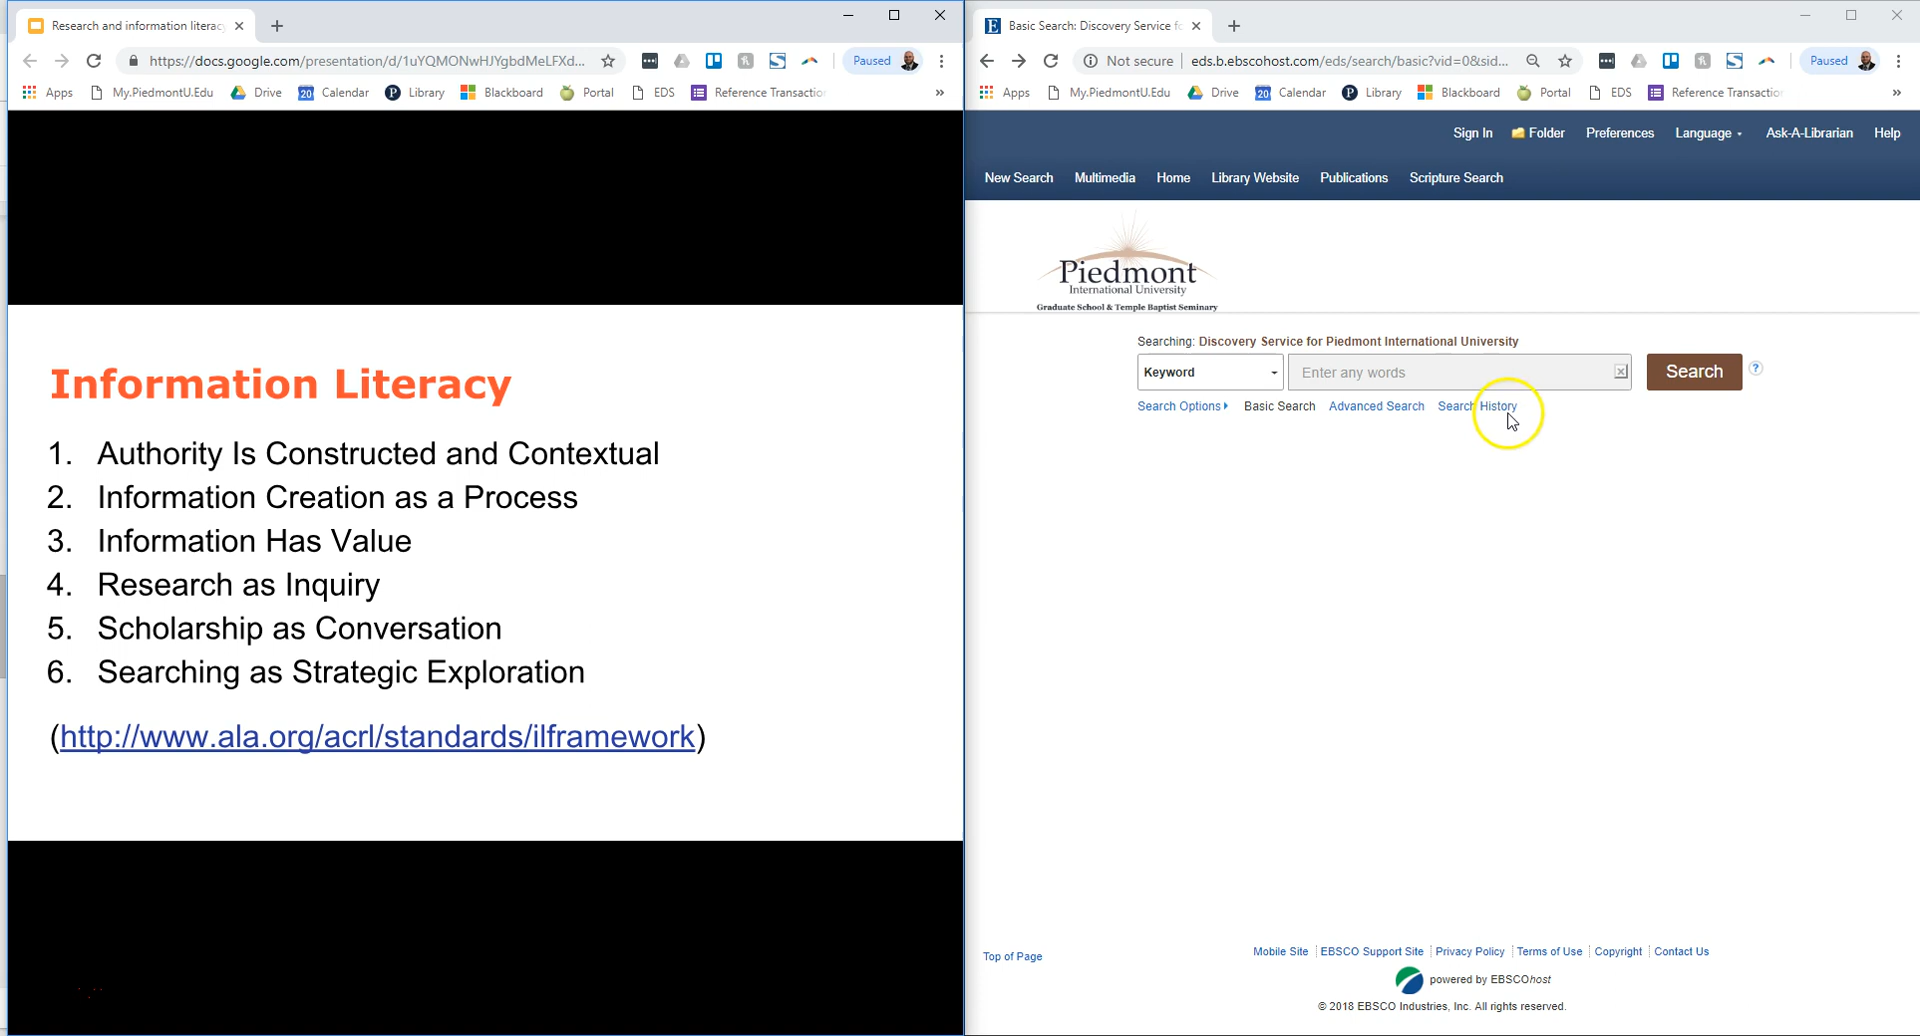 Research and information literacy
https://docs.google.com/presentation/d/1uYQMONwHJYgbdMeLFXd...
Paused
Apps My.PiedmontU.Edu Drive 20 Calendar P Library Blackboard Portal EDS Reference Transactio »
Information Literacy
1. Authority Is Constructed and Contextual
2. Information Creation as a Process
3. Information Has Value
4. Research as Inquiry
5. Scholarship as Conversation
6. Searching as Strategic Exploration
(http://www.ala.org/acrl/standards/ilframework)
E Basic Search: Discovery Service fo
Not secure eds.b.ebscohost.com/eds/search/basic?vid=0&sid...
Paused
Apps My.PiedmontU.Edu Drive 20 Calendar P Library Blackboard Portal EDS Reference Transaction »
Sign In Folder Preferences Language Ask-A-Librarian Help
New Search Multimedia Home Library Website Publications Scripture Search
Piedmont
International University
Graduate School & Temple Baptist Seminary
Searching: Discovery Service for Piedmont International University
Keyword Enter any words x Search ?
Search Options Basic Search Advanced Search Search History
Top of Page
Mobile Site EBSCO Support Site Privacy Policy Terms of Use Copyright Contact Us
powered by EBSCOhost
© 2018 EBSCO Industries, Inc. All rights reserved.